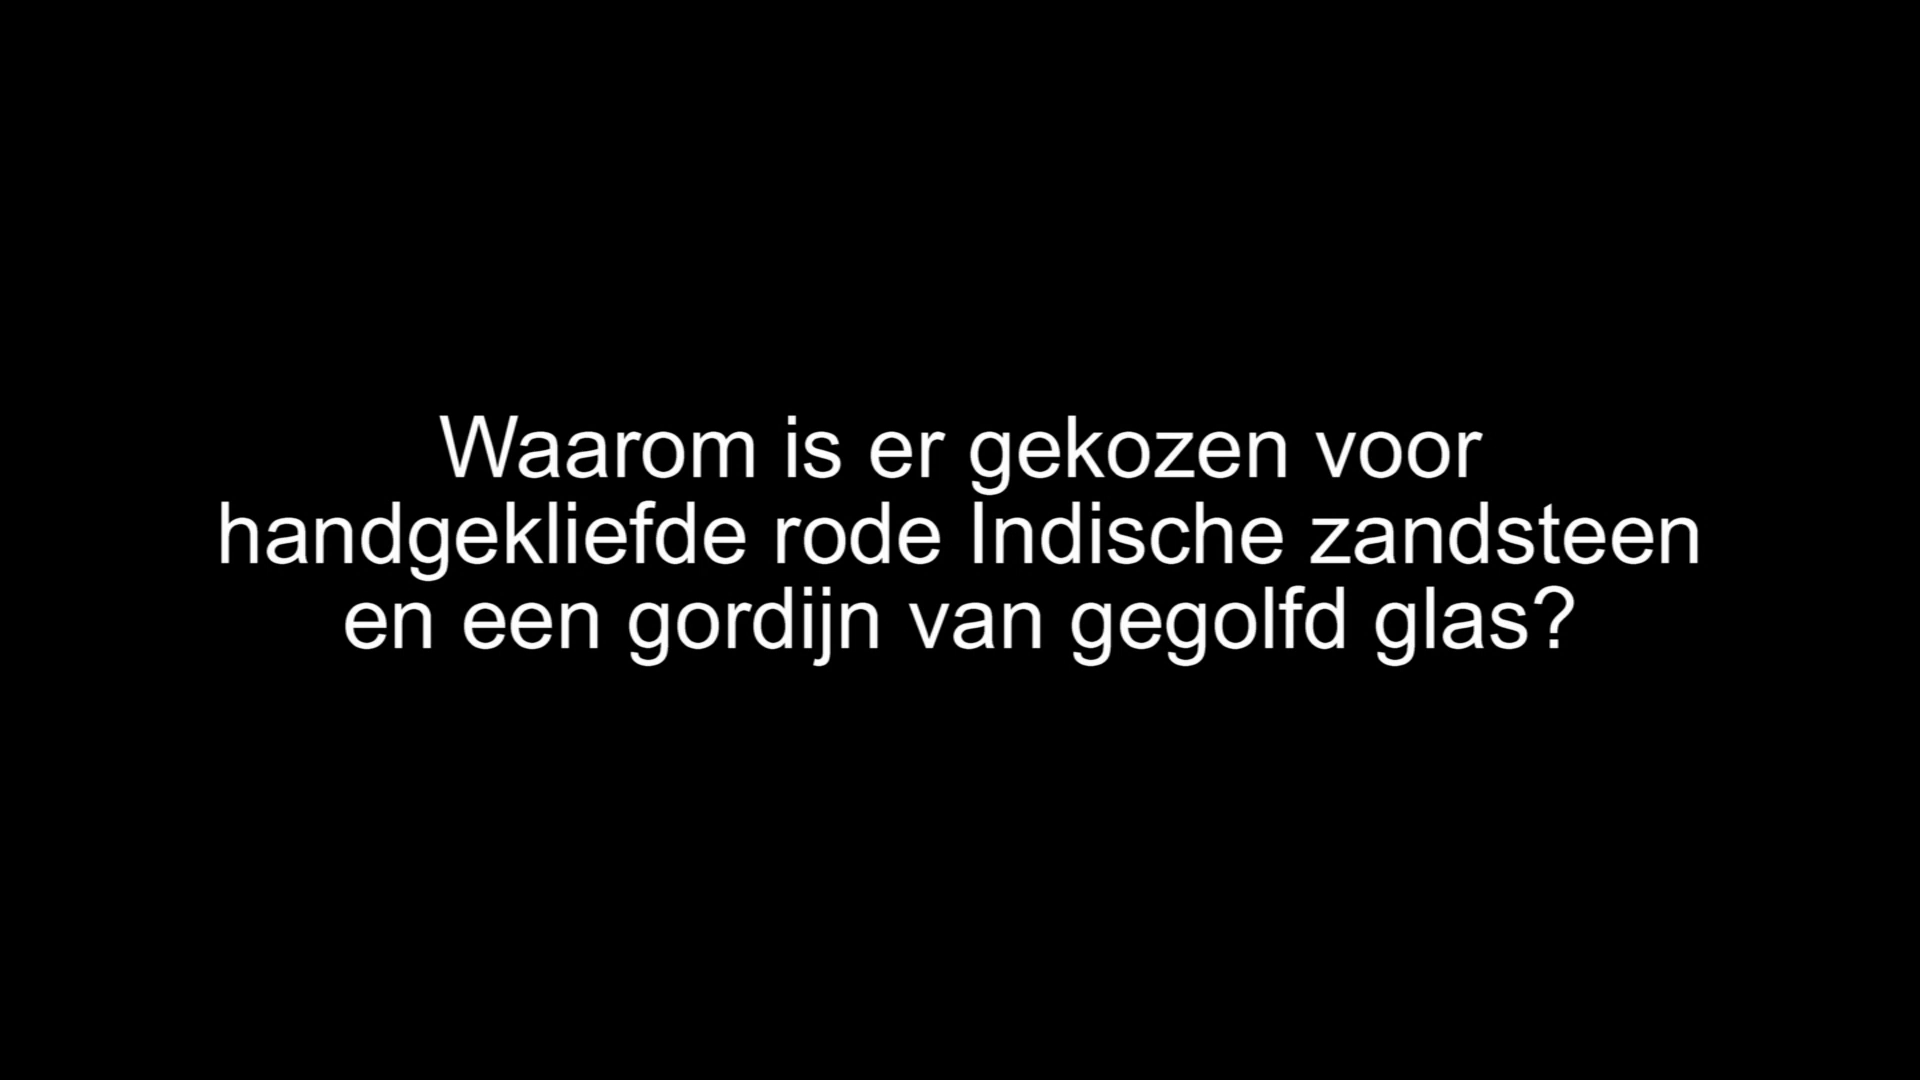 Waarom is er gekozen voor
handgekliefde rode Indische zandsteen
en een gordijn van gegolfd glas?